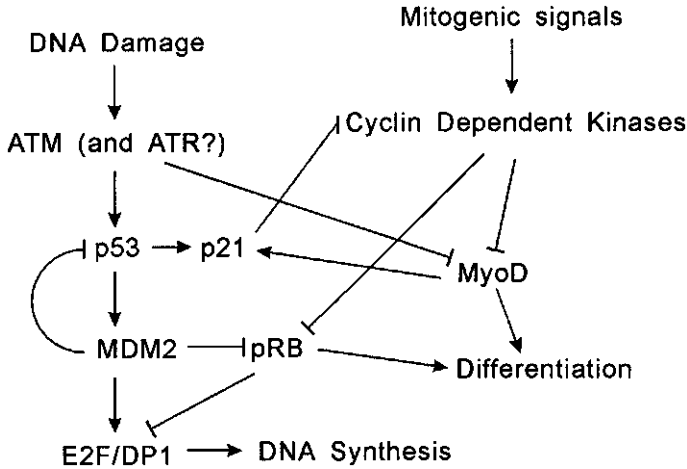 Mitogenic signals
DNA Damage
Cyclin Dependent Kinases
ATM (and ATR?)
p53
p21
MyoD
MDM2
pRB
Differentiation
E2F/DP1
DNA Synthesis